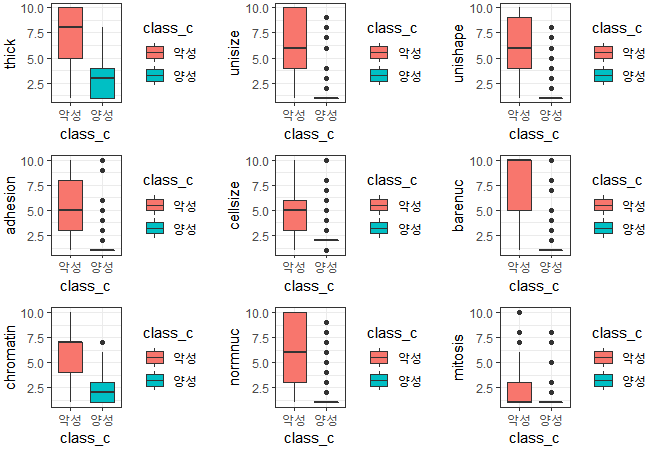 thick
10.0
7.5
5.0
2.5
악성 양성
class_c
class_c
악성
양성
unisize
10.0
7.5
5.0
2.5
악성 양성
class_c
class_c
악성
양성
unishape
10.0
7.5
5.0
2.5
악성 양성
class_c
class_c
악성
양성
adhesion
10.0
7.5
5.0
2.5
악성 양성
class_c
class_c
악성
양성
cellsize
10.0
7.5
5.0
2.5
악성 양성
class_c
class_c
악성
양성
barenuc
10.0
7.5
5.0
2.5
악성 양성
class_c
class_c
악성
양성
chromatin
10.0
7.5
5.0
2.5
악성 양성
class_c
class_c
악성
양성
normnuc
10.0
7.5
5.0
2.5
악성 양성
class_c
class_c
악성
양성
mitosis
10.0
7.5
5.0
2.5
악성 양성
class_c
class_c
악성
양성